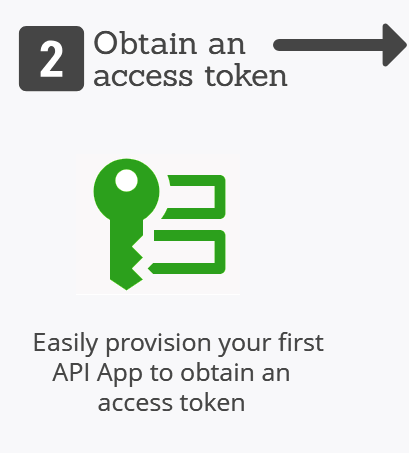 2
Obtain an
access token
Easily provision your first
API App to obtain an
access token